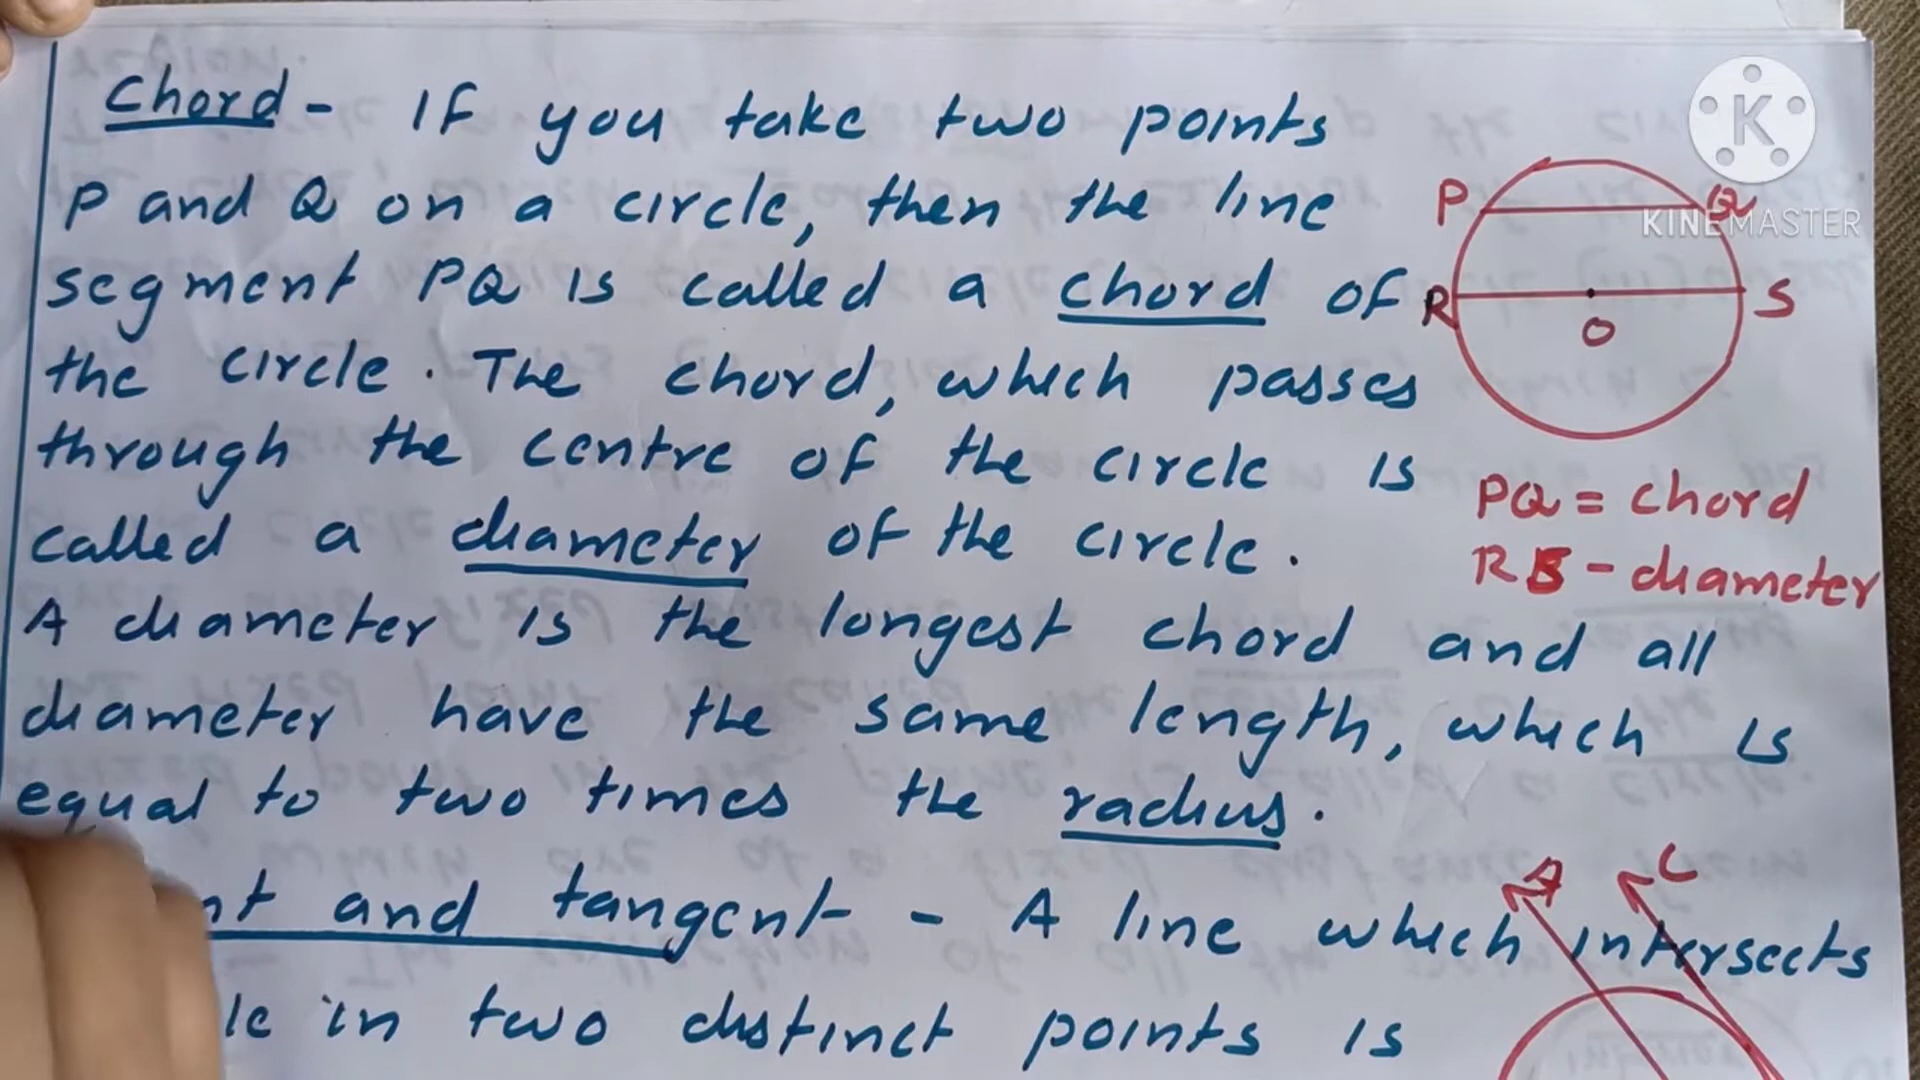 Chord - If you take two points
P and Q on a circle, then the line
segment PQ is called a chord of
the circle. The chord, which passes
through the centre of the circle is
called a diameter of the circle.
A diameter is the longest chord and all
diameter have the same length, which is
equal to two times the radius.
and tangent - A line which intersects
in two distinct points is
K
KINEMASTER
P Q
R S
O
PQ = chord
RS - diameter
A C